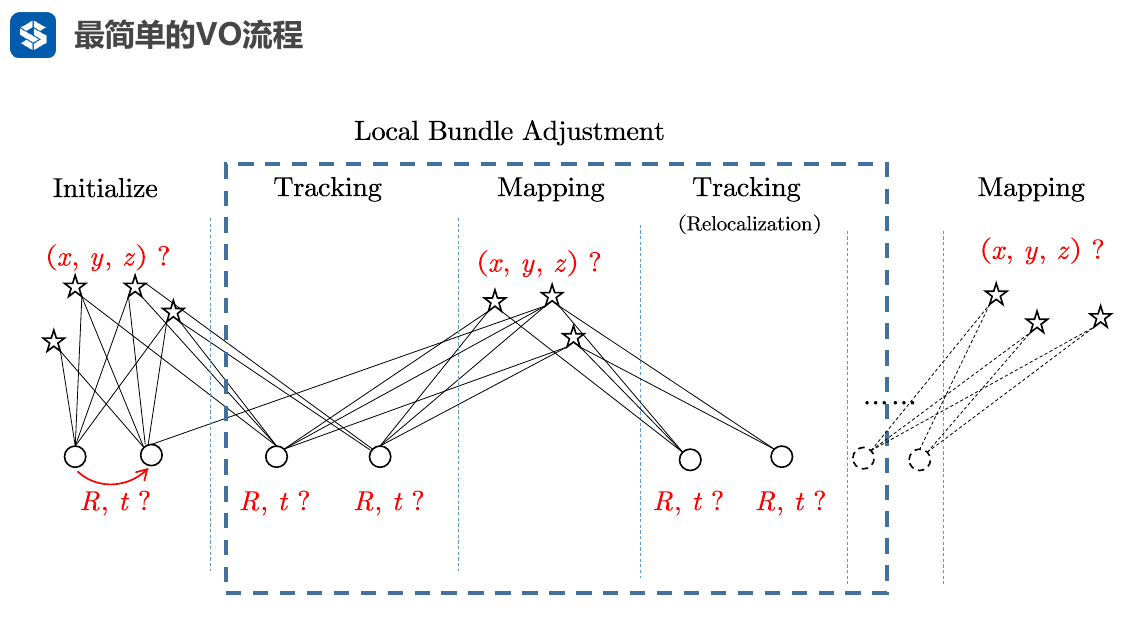 最简单的VO流程
Local Bundle Adjustment
Initialize
Tracking
Mapping
Tracking
(Relocalization)
Mapping
(x, y, z) ?
(x, y, z) ?
(x, y, z) ?
......
R, t ?
R, t ?
R, t ?
R, t ?
R, t ?